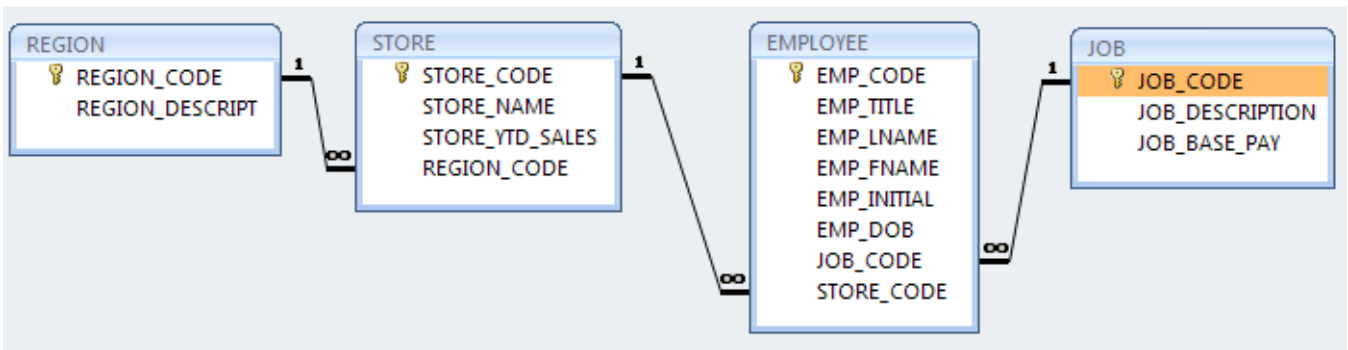 REGION
REGION_CODE
REGION_DESCRIPT
1
∞
STORE
STORE_CODE
STORE_NAME
STORE_YTD_SALES
REGION_CODE
1
∞
EMPLOYEE
EMP_CODE
EMP_TITLE
EMP_LNAME
EMP_FNAME
EMP_INITIAL
EMP_DOB
JOB_CODE
STORE_CODE
∞
1
JOB
JOB_CODE
JOB_DESCRIPTION
JOB_BASE_PAY